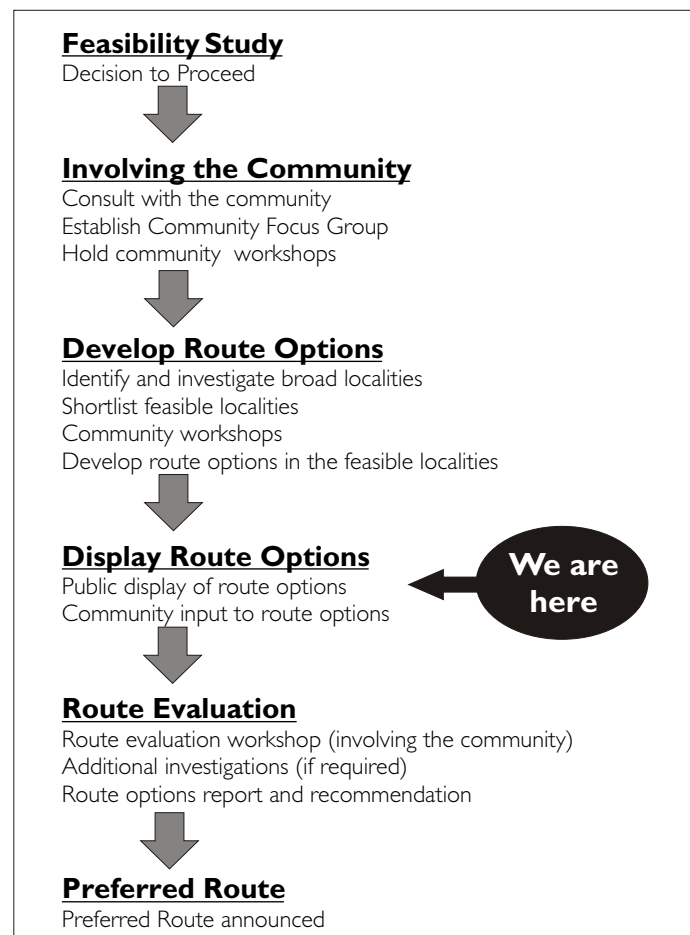 Feasibility Study
Decision to Proceed
Involving the Community
Consult with the community
Establish Community Focus Group
Hold community workshops
Develop Route Options
Identify and investigate broad localities
Shortlist feasible localities
Community workshops
Develop route options in the feasible localities
Display Route Options
Public display of route options
Community input to route options
We are
here
Route Evaluation
Route evaluation workshop (involving the community)
Additional investigations (if required)
Route options report and recommendation
Preferred Route
Preferred Route announced